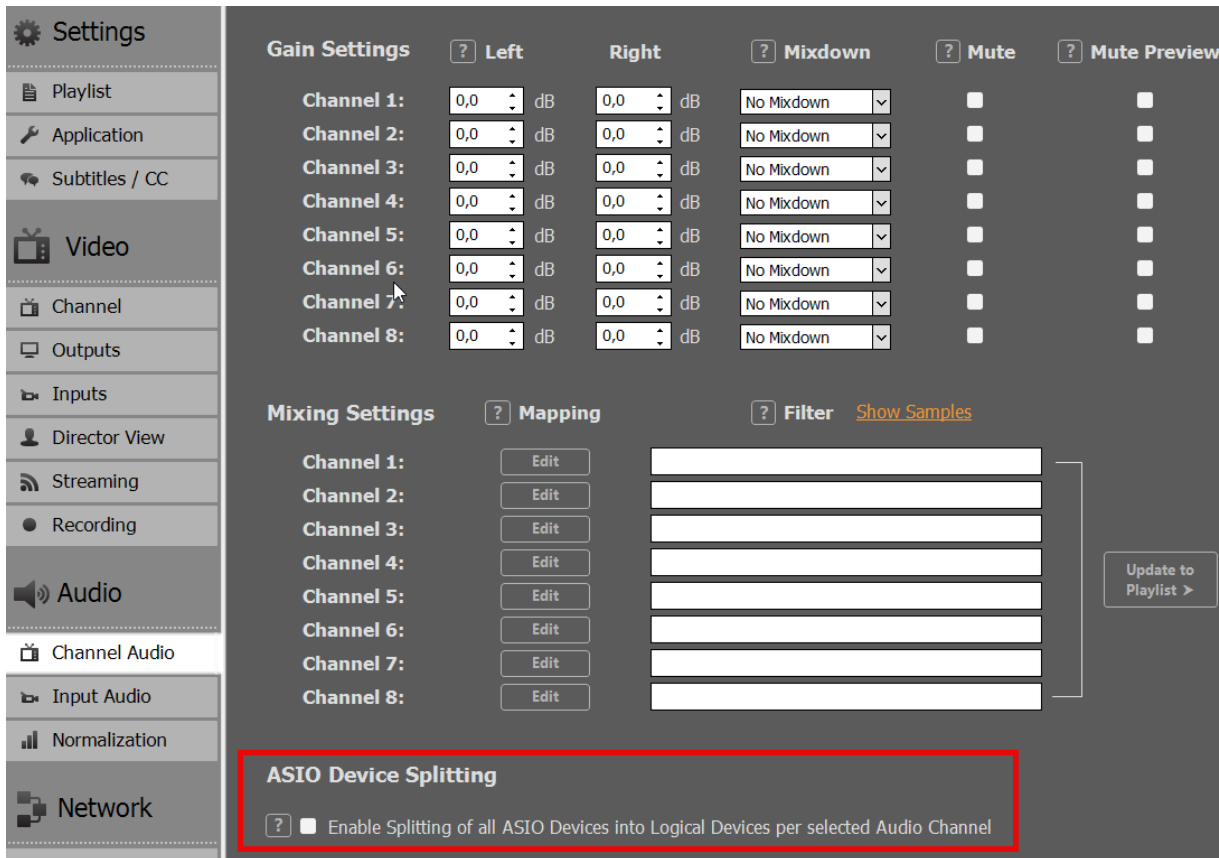 Settings
Playlist
Application
Subtitles / CC
Video
Channel
Outputs
Inputs
Director View
Streaming
Recording
Audio
Channel Audio
Input Audio
Normalization
Network
Gain Settings ? Left Right ? Mixdown ? Mute ? Mute Preview
Channel 1: 0,0 dB 0,0 dB No Mixdown
Channel 2: 0,0 dB 0,0 dB No Mixdown
Channel 3: 0,0 dB 0,0 dB No Mixdown
Channel 4: 0,0 dB 0,0 dB No Mixdown
Channel 5: 0,0 dB 0,0 dB No Mixdown
Channel 6: 0,0 dB 0,0 dB No Mixdown
Channel 7: 0,0 dB 0,0 dB No Mixdown
Channel 8: 0,0 dB 0,0 dB No Mixdown
Mixing Settings ? Mapping ? Filter Show Samples
Channel 1: Edit
Channel 2: Edit
Channel 3: Edit
Channel 4: Edit
Channel 5: Edit
Channel 6: Edit
Channel 7: Edit
Channel 8: Edit
Update to
Playlist ➤
ASIO Device Splitting
? Enable Splitting of all ASIO Devices into Logical Devices per selected Audio Channel